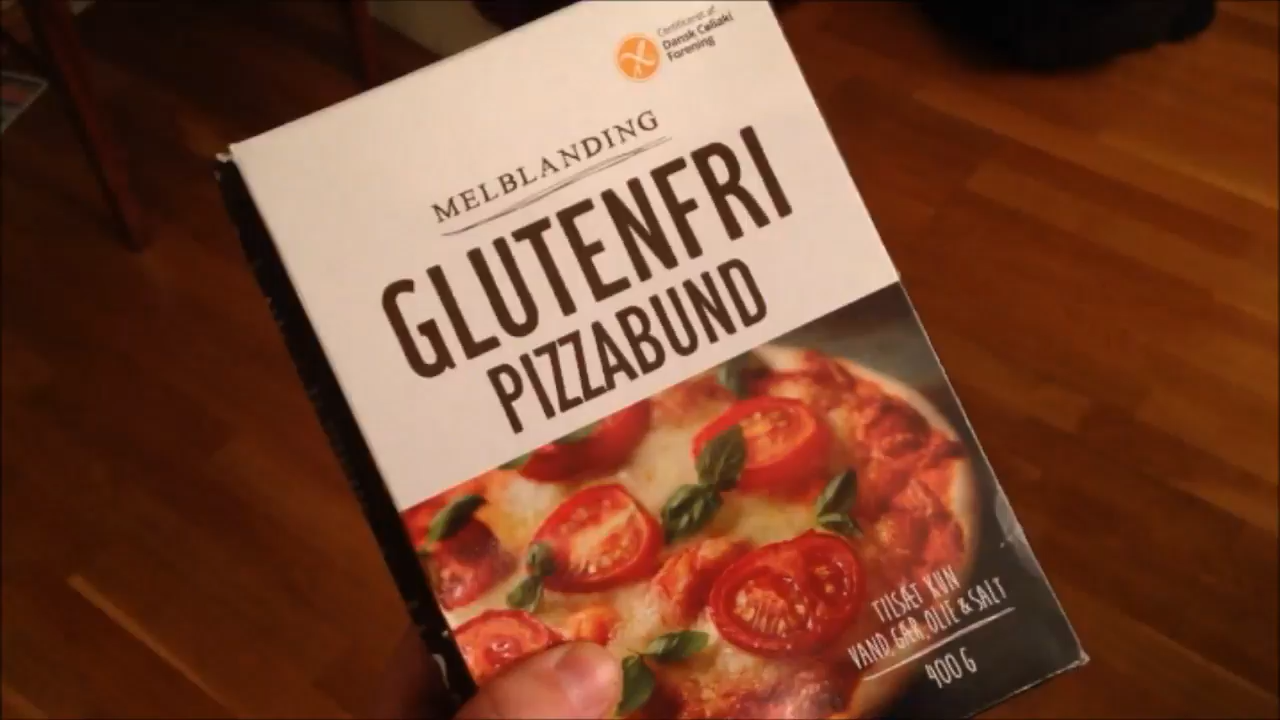 Certificeret af
Dansk Cøliaki
Forening
MELBLANDING
GLUTENFRI
PIZZABUND
TILSÆT KUN
VAND, GÆR, OLIE & SALT
400 G